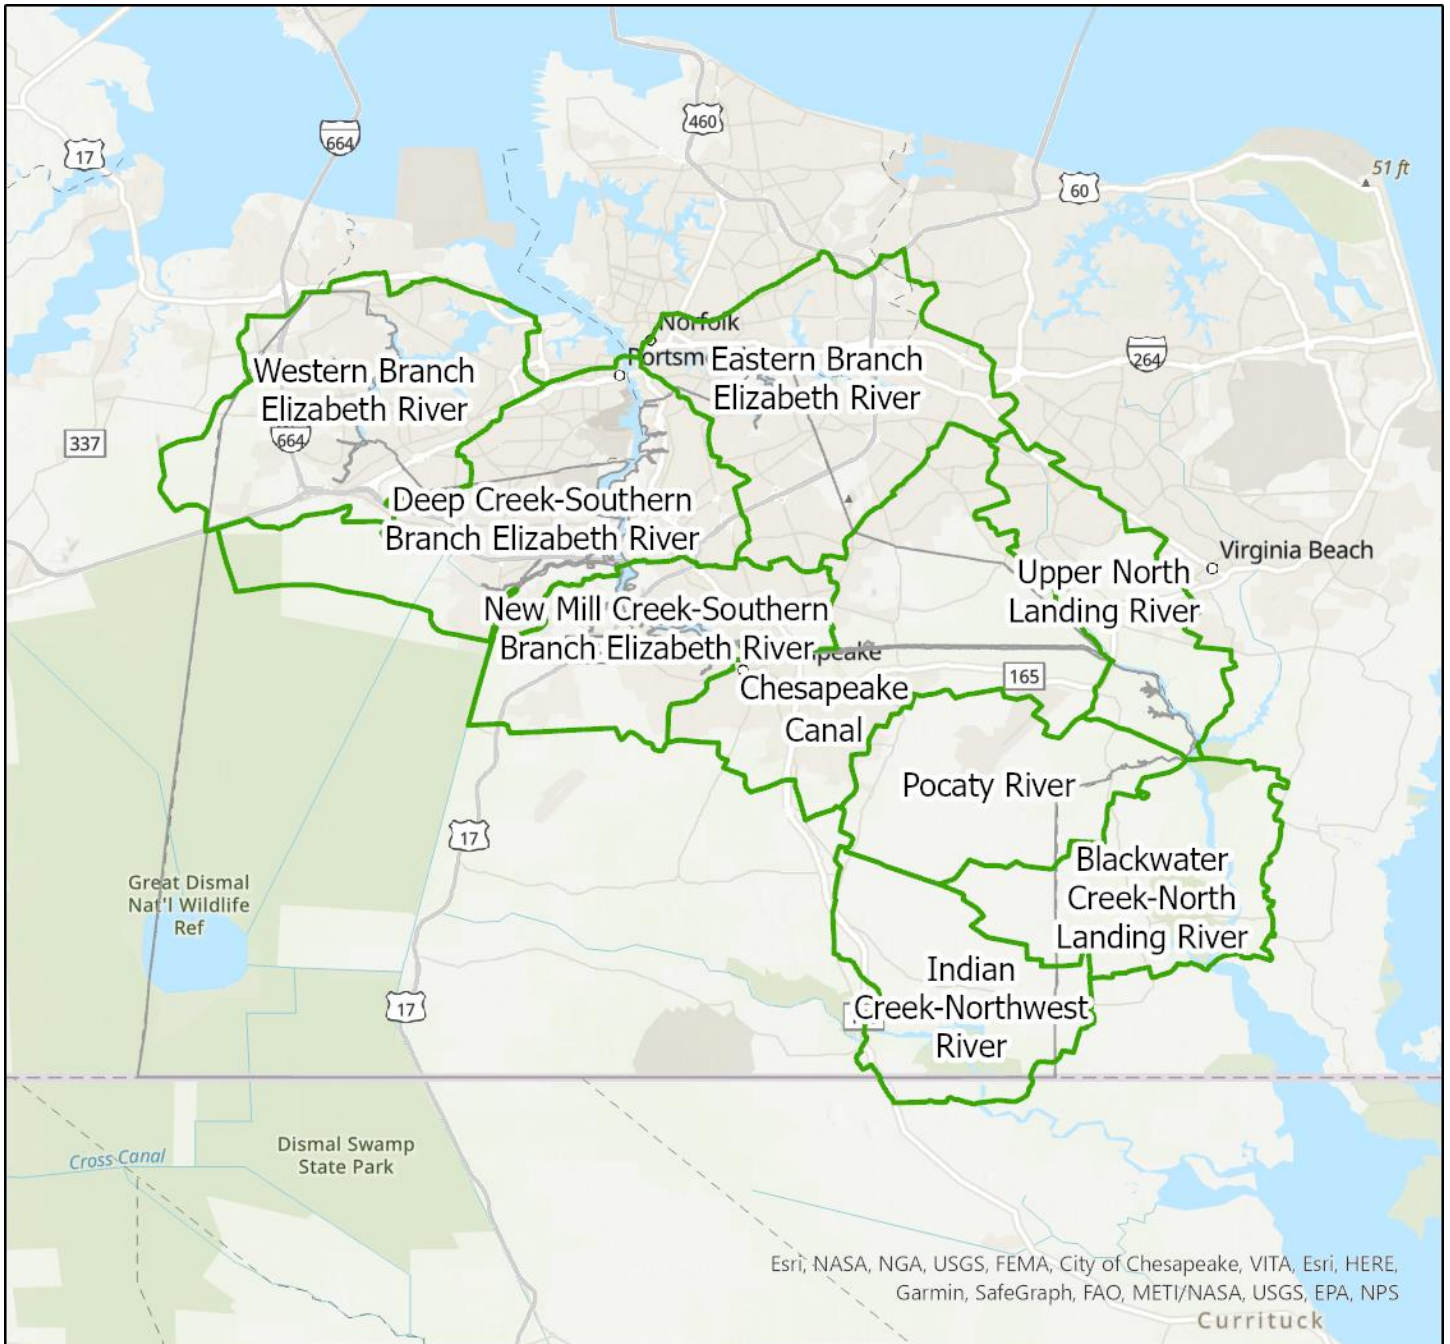 460
664
17
51 ft
60
Norfolk
Portsm
Eastern Branch
Elizabeth River
264
Western Branch
Elizabeth River
664
337
Deep Creek-Southern
Branch Elizabeth River
Virginia Beach
Upper North
Landing River
New Mill Creek-Southern
Branch Elizabeth River
peake
165
Chesapeake
Canal
Pocaty River
17
Blackwater
Creek-North
Landing River
Great Dismal
Nat'l Wildlife
Ref
Indian
Creek-Northwest
River
17
Dismal Swamp
State Park
Cross Canal
Esri, NASA, NGA, USGS, FEMA, City of Chesapeake, VITA, Esri, HERE,
Garmin, SafeGraph, FAO, METI/NASA, USGS, EPA, NPS
Currituck